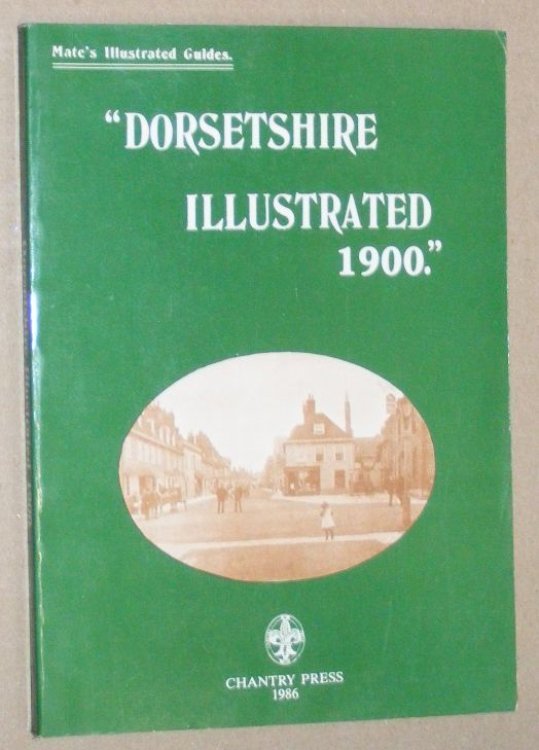 Mate's Illustrated Guides.
"DORSETSHIRE
ILLUSTRATED
1900."
CHANTRY PRESS
1986